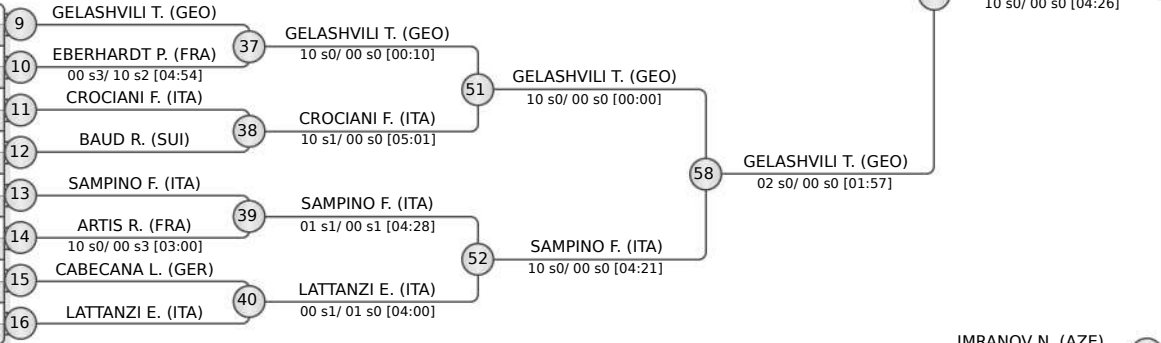 10 s0/ 00 s0 [04:26]
9
GELASHVILI T. (GEO)
37
GELASHVILI T. (GEO)
10 s0/ 00 s0 [00:10]
10
EBERHARDT P. (FRA)
00 s3/ 10 s2 [04:54]
51
GELASHVILI T. (GEO)
10 s0/ 00 s0 [00:00]
11
CROCIANI F. (ITA)
38
CROCIANI F. (ITA)
10 s1/ 00 s0 [05:01]
12
BAUD R. (SUI)
58
GELASHVILI T. (GEO)
02 s0/ 00 s0 [01:57]
13
SAMPINO F. (ITA)
39
SAMPINO F. (ITA)
01 s1/ 00 s1 [04:28]
14
ARTIS R. (FRA)
10 s0/ 00 s3 [03:00]
52
SAMPINO F. (ITA)
10 s0/ 00 s0 [04:21]
15
CABECANA L. (GER)
40
LATTANZI E. (ITA)
00 s1/ 01 s0 [04:00]
16
LATTANZI E. (ITA)
IMRANOV N. (AZE)